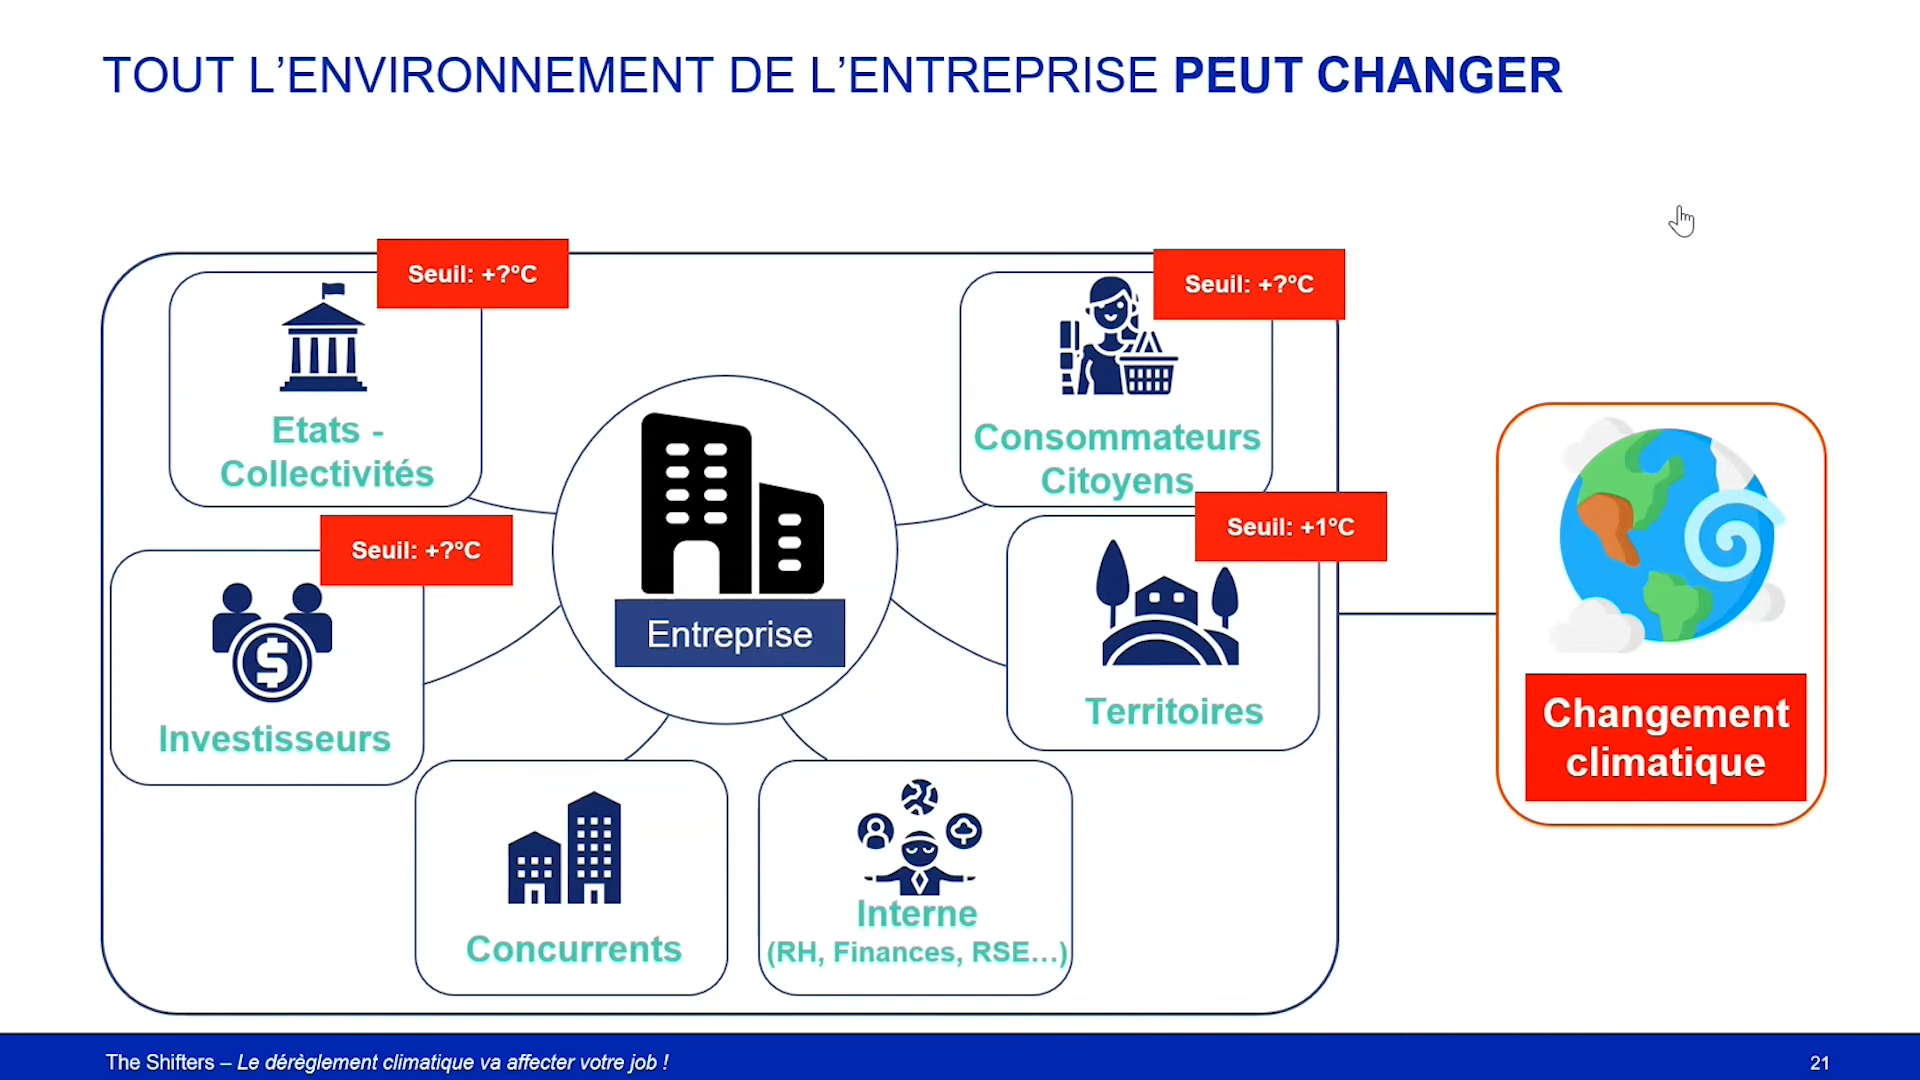 TOUT L’ENVIRONNEMENT DE L’ENTREPRISE PEUT CHANGER
Seuil: +?°C
Etats -
Collectivités
Seuil: +?°C
Consommateurs
Citoyens
Seuil: +?°C
Investisseurs
Entreprise
Seuil: +1°C
Territoires
Concurrents
Interne
(RH, Finances, RSE…)
Changement
climatique
The Shifters – Le dérèglement climatique va affecter votre job !
21